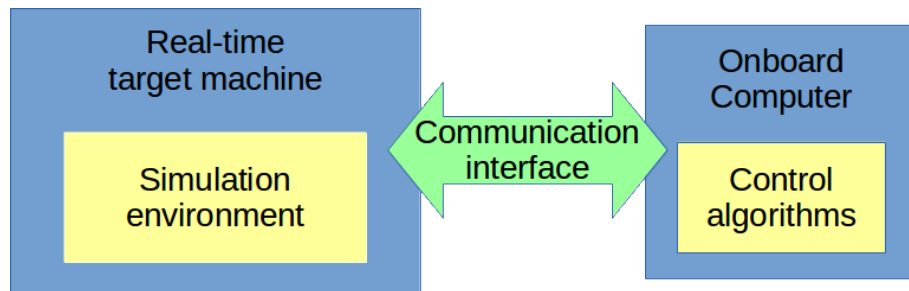 Real-time
target machine
Simulation
environment
Communication
interface
Onboard
Computer
Control
algorithms